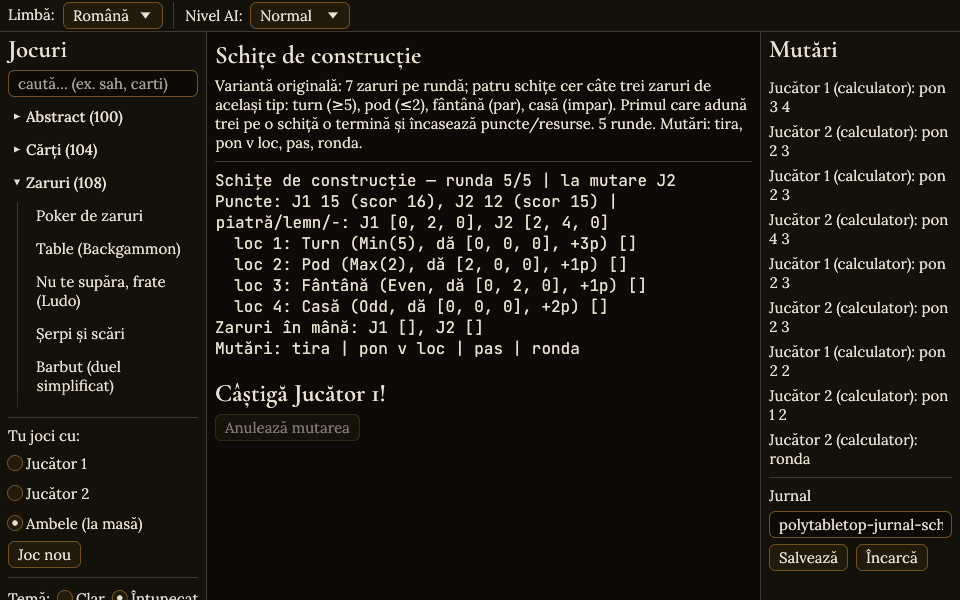 Limbă: Română ▼ Nivel AI: Normal ▼
Jocuri
caută... (ex. sah, carti)
▸ Abstract (100)
▸ Cărți (104)
▾ Zaruri (108)
Poker de zaruri
Table (Backgammon)
Nu te supăra, frate
(Ludo)
Șerpi și scări
Barbut (duel
simplificat)
Tu joci cu:
Jucător 1
Jucător 2
Ambele (la masă)
Joc nou
Temă: Clar Întunecat
Schițe de construcție
Variantă originală: 7 zaruri pe rundă; patru schițe cer câte trei zaruri de
același tip: turn (≥5), pod (≤2), fântână (par), casă (impar). Primul care adună
trei pe o schiță o termină și încasează puncte/resurse. 5 runde. Mutări: tira,
pon v loc, pas, ronda.
Schițe de construcție — runda 5/5 | la mutare J2
Puncte: J1 15 (scor 16), J2 12 (scor 15) |
piatră/lemn/-: J1 [0, 2, 0], J2 [2, 4, 0]
loc 1: Turn (Min(5), dă [0, 0, 0], +3p) []
loc 2: Pod (Max(2), dă [2, 0, 0], +1p) []
loc 3: Fântână (Even, dă [0, 2, 0], +1p) []
loc 4: Casă (Odd, dă [0, 0, 0], +2p) []
Zaruri în mână: J1 [], J2 []
Mutări: tira | pon v loc | pas | ronda
Câștigă Jucător 1!
Anulează mutarea
Mutări
Jucător 1 (calculator): pon
3 4
Jucător 2 (calculator): pon
2 3
Jucător 1 (calculator): pon
2 3
Jucător 2 (calculator): pon
4 3
Jucător 1 (calculator): pon
2 3
Jucător 2 (calculator): pon
2 3
Jucător 1 (calculator): pon
2 2
Jucător 2 (calculator): pon
1 2
Jucător 2 (calculator):
ronda
Jurnal
polytabletop-jurnal-sch
Salvează Încarcă